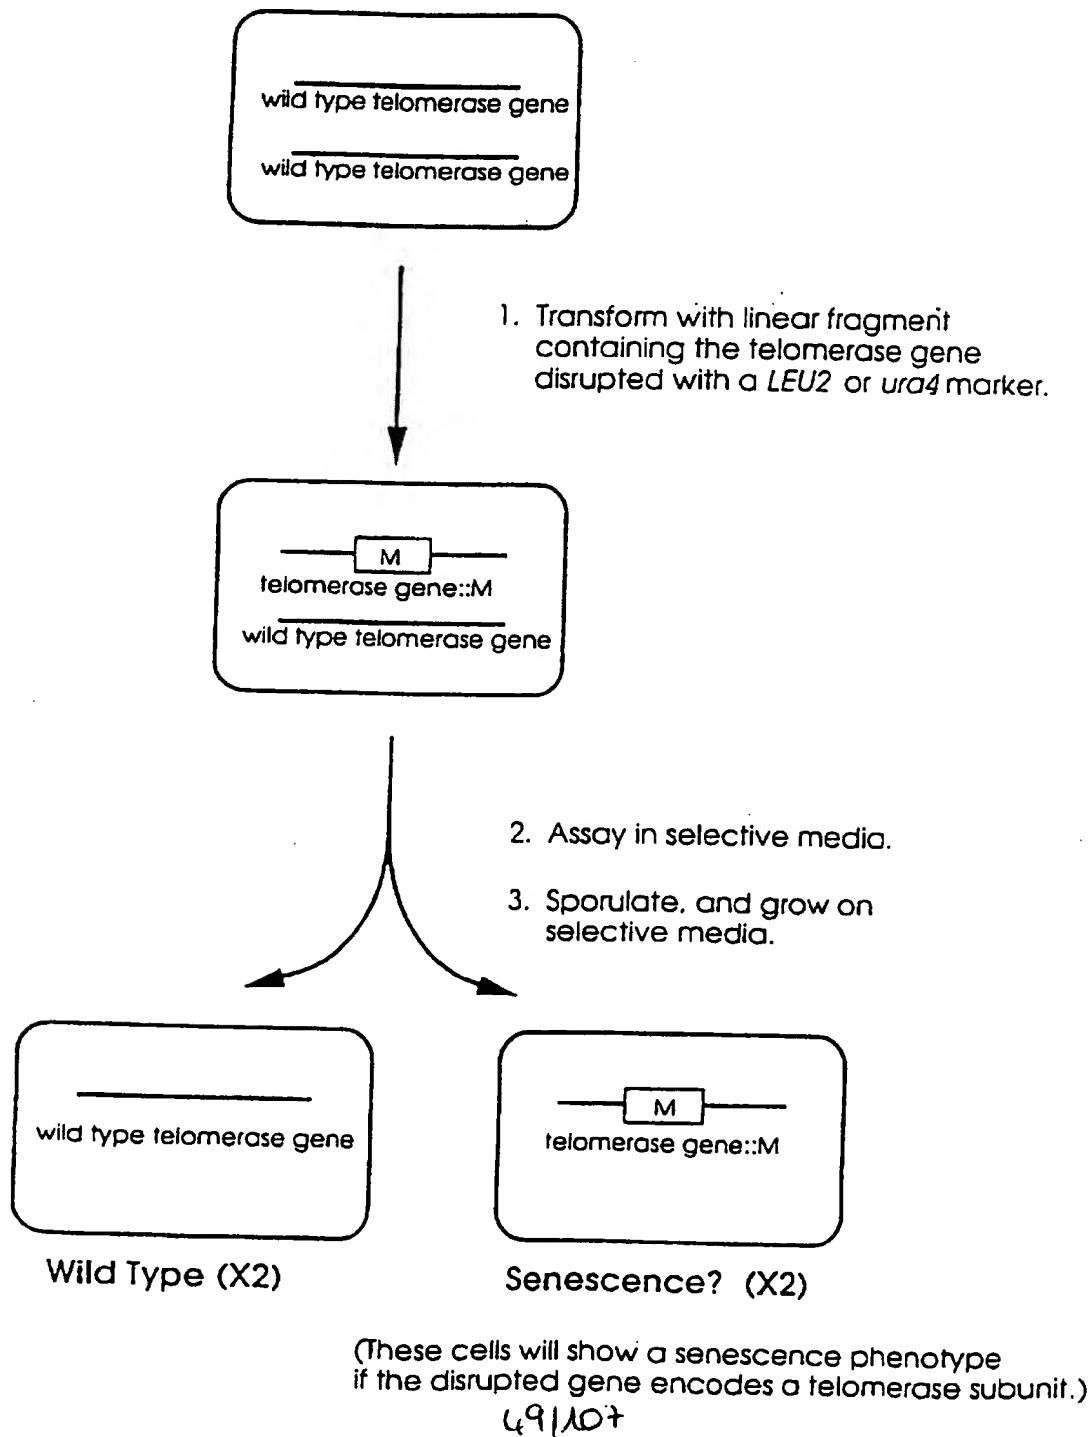 wild type telomerase gene
wild type telomerase gene
1. Transform with linear fragment
containing the telomerase gene
disrupted with a LEU2 or ura4 marker.
M
telomerase gene::M
wild type telomerase gene
2. Assay in selective media.
3. Sporulate, and grow on
selective media.
wild type telomerase gene
M
telomerase gene::M
Wild Type (X2)
Senescence? (X2)
(These cells will show a senescence phenotype
if the disrupted gene encodes a telomerase subunit.)
49/107